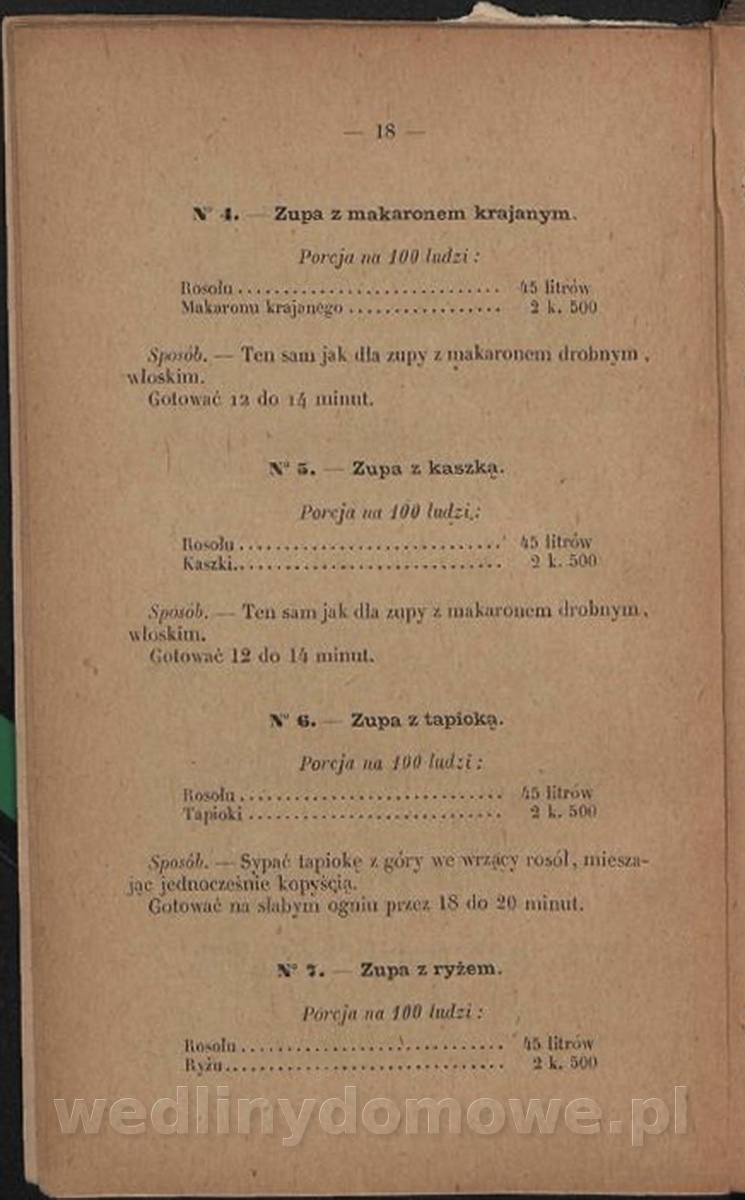 — 18 —
N° 4. — Zupa z makaronem krajanym.
Porcja na 100 ludzi :
Rosołu .............................. 45 litrów
Makaronu krajanego ................. 2 k. 500
Sposób. — Ten sam jak dla zupy z makaronem drobnym ,
włoskim.
Gotować 12 do 14 minut.
N° 5. — Zupa z kaszką.
Porcja na 100 ludzi :
Rosołu .............................. 45 litrów
Kaszki .............................. 2 k. 500
Sposób. — Ten sam jak dla zupy z makaronem drobnym ,
włoskim.
Gotować 12 do 14 minut.
N° 6. — Zupa z tapioką.
Porcja na 100 ludzi :
Rosołu .............................. 45 litrów
Tapioki ............................. 2 k. 500
Sposób. — Sypać tapiokę z góry we wrzący rosół, miesza-
jąc jednocześnie kopyścią.
Gotować na słabym ogniu przez 18 do 20 minut.
N° 7. — Zupa z ryżem.
Porcja na 100 ludzi :
Rosołu .............................. 45 litrów
Ryżu ................................ 2 k. 500
wedlinydomowe.pl